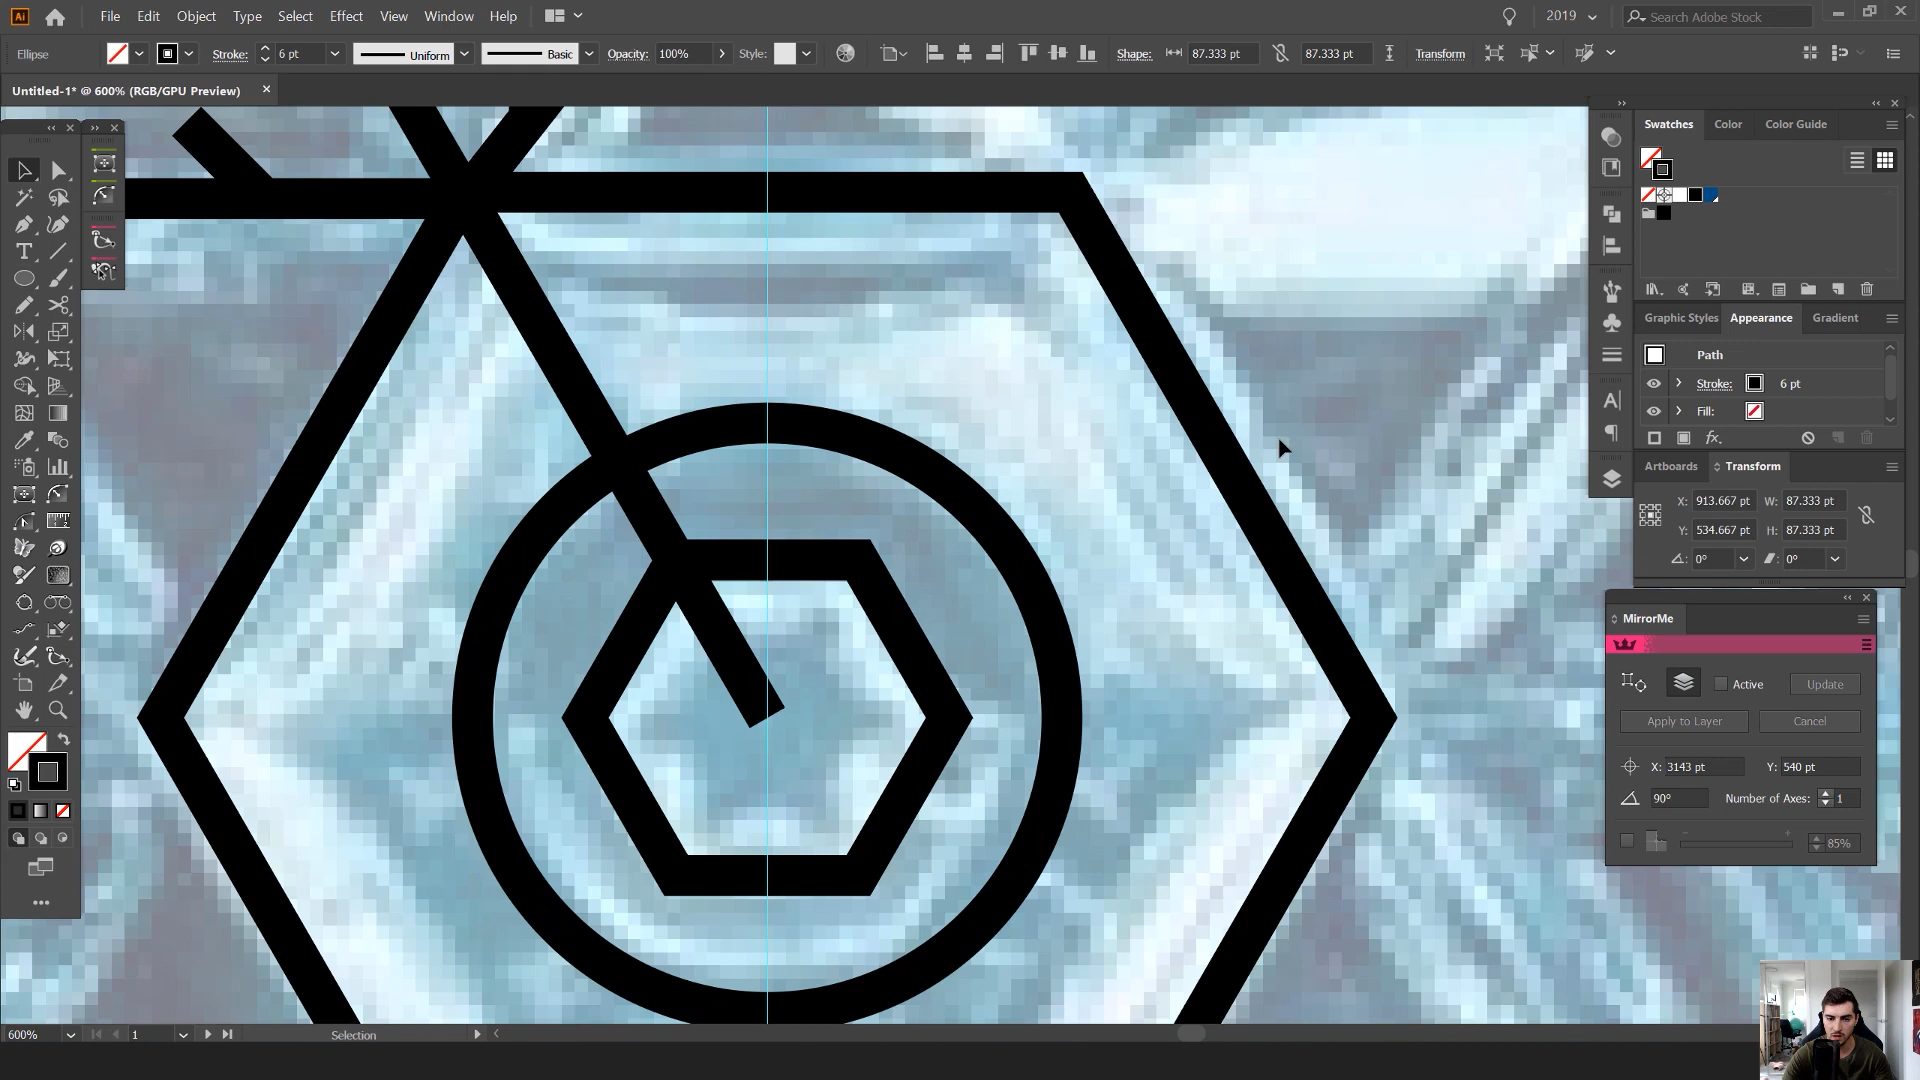 Ai File Edit Object Type Select Effect View Window Help 2019 Search Adobe Stock
Ellipse Stroke: 6 pt Uniform Basic Opacity: 100% Style: Shape: 87.333 pt 87.333 pt Transform
Untitled-1* @ 600% (RGB/GPU Preview)
Swatches Color Color Guide
Graphic Styles Appearance Gradient
Path
Stroke: 6 pt
Fill:
Artboards Transform
X: 913.667 pt W: 87.333 pt
Y: 534.667 pt H: 87.333 pt
0° 0°
MirrorMe
Active Update
Apply to Layer Cancel
X: 3143 pt Y: 540 pt
90° Number of Axes: 1
85%
600% 1 Selection